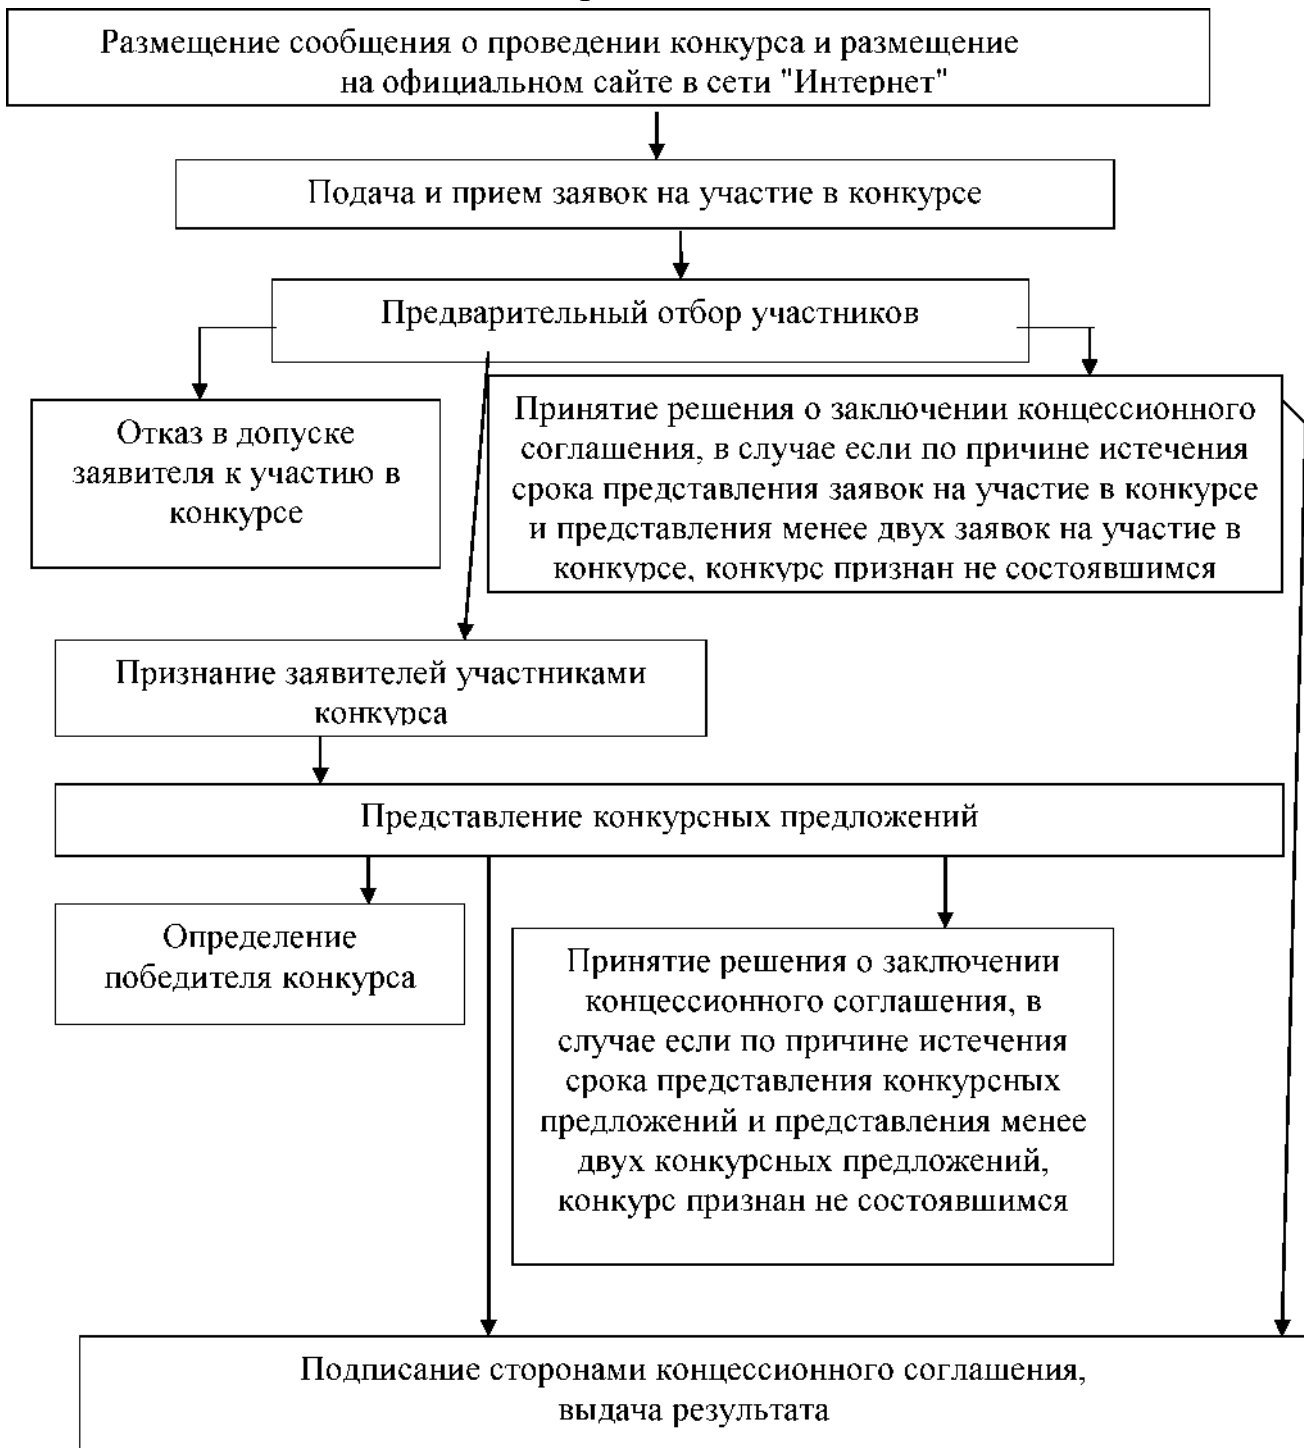 Размещение сообщения о проведении конкурса и размещение
на официальном сайте в сети "Интернет"
Подача и прием заявок на участие в конкурсе
Предварительный отбор участников
Отказ в допуске
заявителя к участию в
конкурсе
Принятие решения о заключении концессионного
соглашения, в случае если по причине истечения
срока представления заявок на участие в конкурсе
и представления менее двух заявок на участие в
конкурсе, конкурс признан не состоявшимся
Признание заявителей участниками
конкурса
Представление конкурсных предложений
Определение
победителя конкурса
Принятие решения о заключении
концессионного соглашения, в
случае если по причине истечения
срока представления конкурсных
предложений и представления менее
двух конкурсных предложений,
конкурс признан не состоявшимся
Подписание сторонами концессионного соглашения,
выдача результата